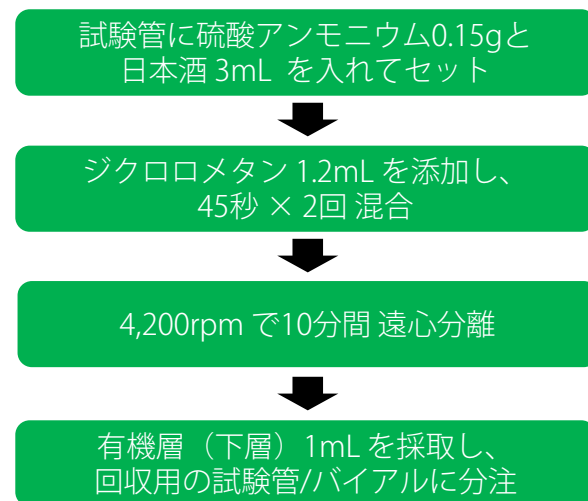 試験管に硫酸アンモニウム0.15gと
日本酒 3mL を入れてセット
ジクロロメタン 1.2mL を添加し、
45秒 × 2回 混合
4,200rpm で10分間 遠心分離
有機層（下層）1mL を採取し、
回収用の試験管/バイアルに分注